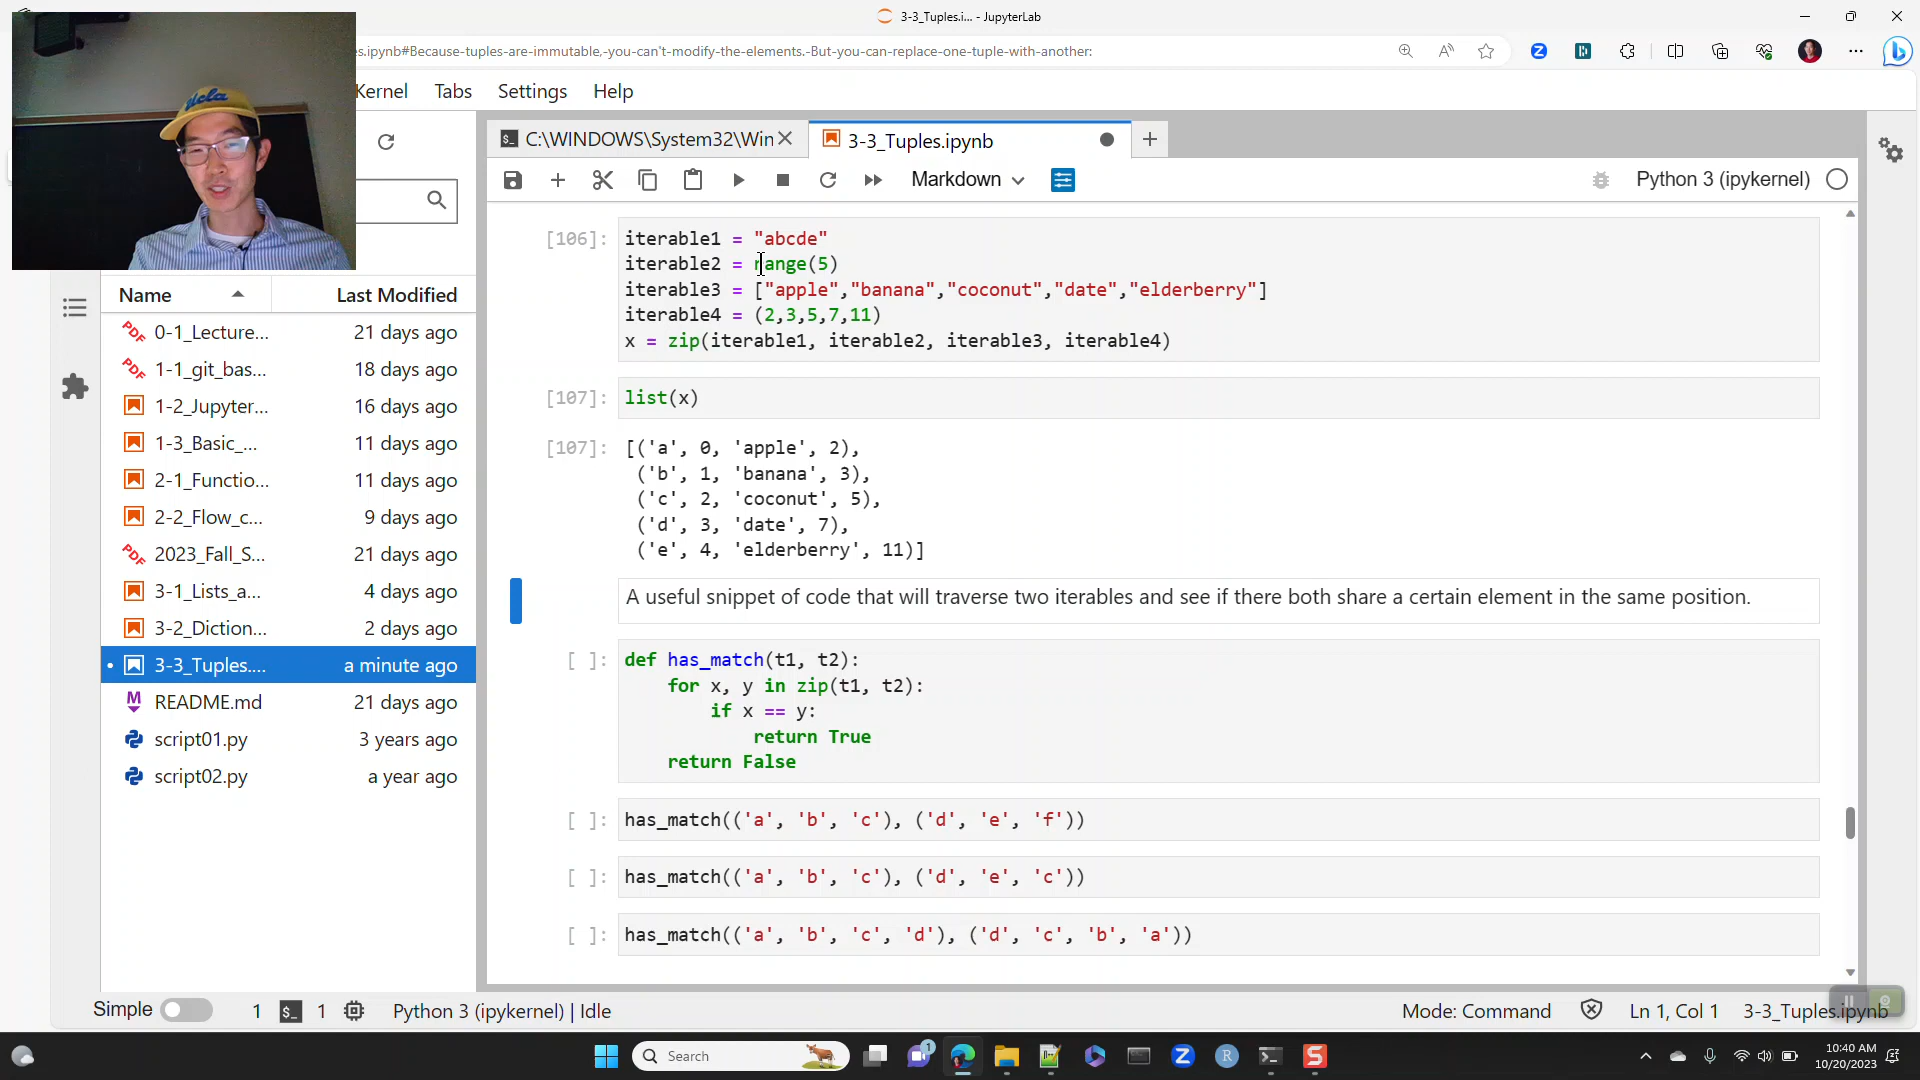 3-3_Tuples.i... - JupyterLab
es.ipynb#Because-tuples-are-immutable,-you-can't-modify-the-elements.-But-you-can-replace-one-tuple-with-another:
ucla
Kernel Tabs Settings Help
C:\WINDOWS\System32\Win
3-3_Tuples.ipynb
Markdown
Python 3 (ipykernel)
Name Last Modified
0-1_Lecture... 21 days ago
1-1_git_bas... 18 days ago
1-2_Jupyter... 16 days ago
1-3_Basic_... 11 days ago
2-1_Functio... 11 days ago
2-2_Flow_c... 9 days ago
2023_Fall_S... 21 days ago
3-1_Lists_a... 4 days ago
3-2_Diction... 2 days ago
3-3_Tuples.... a minute ago
README.md 21 days ago
script01.py 3 years ago
script02.py a year ago
[106]: iterable1 = "abcde"
iterable2 = range(5)
iterable3 = ["apple","banana","coconut","date","elderberry"]
iterable4 = (2,3,5,7,11)
x = zip(iterable1, iterable2, iterable3, iterable4)
[107]: list(x)
[107]: [('a', 0, 'apple', 2),
('b', 1, 'banana', 3),
('c', 2, 'coconut', 5),
('d', 3, 'date', 7),
('e', 4, 'elderberry', 11)]
A useful snippet of code that will traverse two iterables and see if there both share a certain element in the same position.
[ ]: def has_match(t1, t2):
for x, y in zip(t1, t2):
if x == y:
return True
return False
[ ]: has_match(('a', 'b', 'c'), ('d', 'e', 'f'))
[ ]: has_match(('a', 'b', 'c'), ('d', 'e', 'c'))
[ ]: has_match(('a', 'b', 'c', 'd'), ('d', 'c', 'b', 'a'))
Simple 1 $_ 1 Python 3 (ipykernel) | Idle Mode: Command Ln 1, Col 1 3-3_Tuples.ipynb
Search
1
10:40 AM
10/20/2023